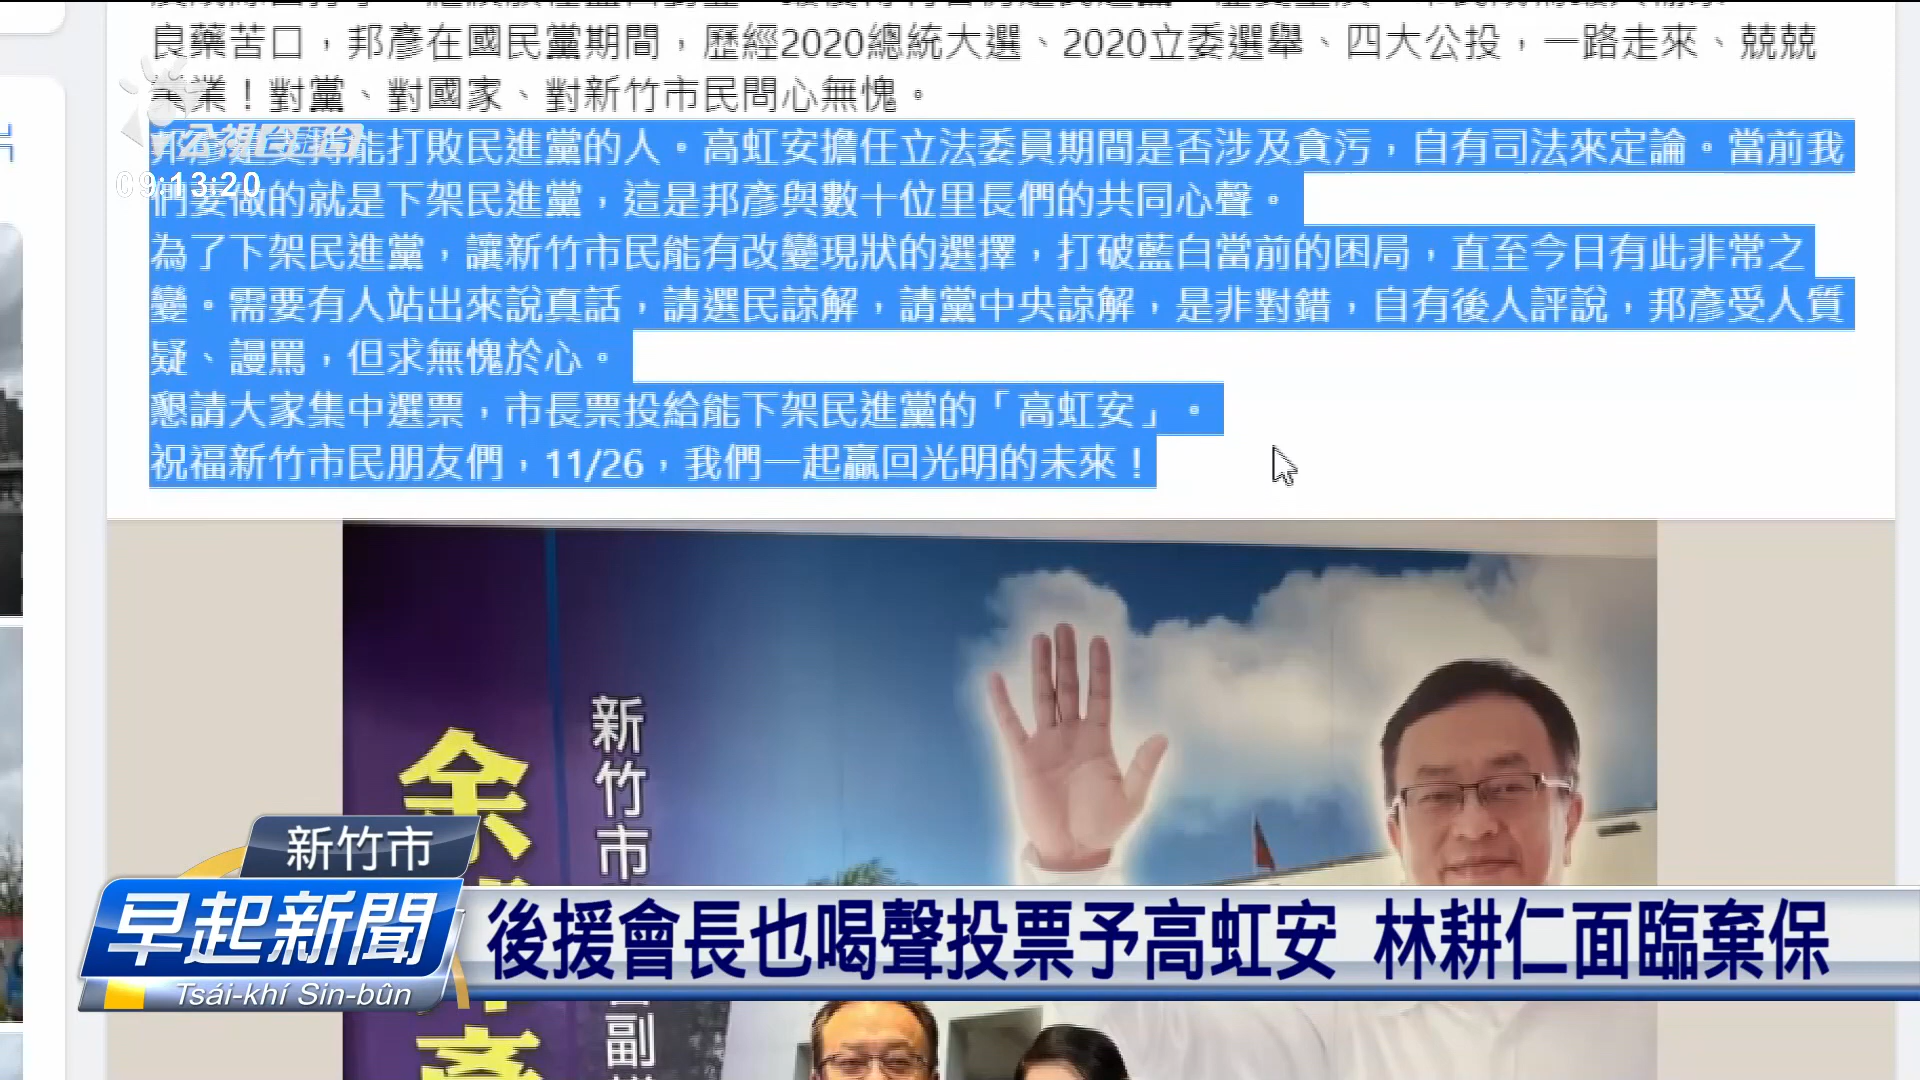 良藥苦口，邦彥在國民黨期間，歷經2020總統大選、2020立委選舉、四大公投，一路走來、兢兢
業！對黨、對國家、對新竹市民問心無愧。
能打敗民進黨的人。高虹安擔任立法委員期間是否涉及貪污，自有司法來定論。當前我
們要做的就是下架民進黨，這是邦彥與數十位里長們的共同心聲。
為了下架民進黨，讓新竹市民能有改變現狀的選擇，打破藍白當前的困局，直至今日有此非常之
變。需要有人站出來說真話，請選民諒解，請黨中央諒解，是非對錯，自有後人評說，邦彥受人質
疑、謾罵，但求無愧於心。
懇請大家集中選票，市長票投給能下架民進黨的「高虹安」。
祝福新竹市民朋友們，11/26，我們一起贏回光明的未來！
公視台語台
09:13:20
新竹市
副
余
彥
新竹市
早起新聞
Tsái-khí Sin-bûn
後援會長也喝聲投票予高虹安 林耕仁面臨棄保